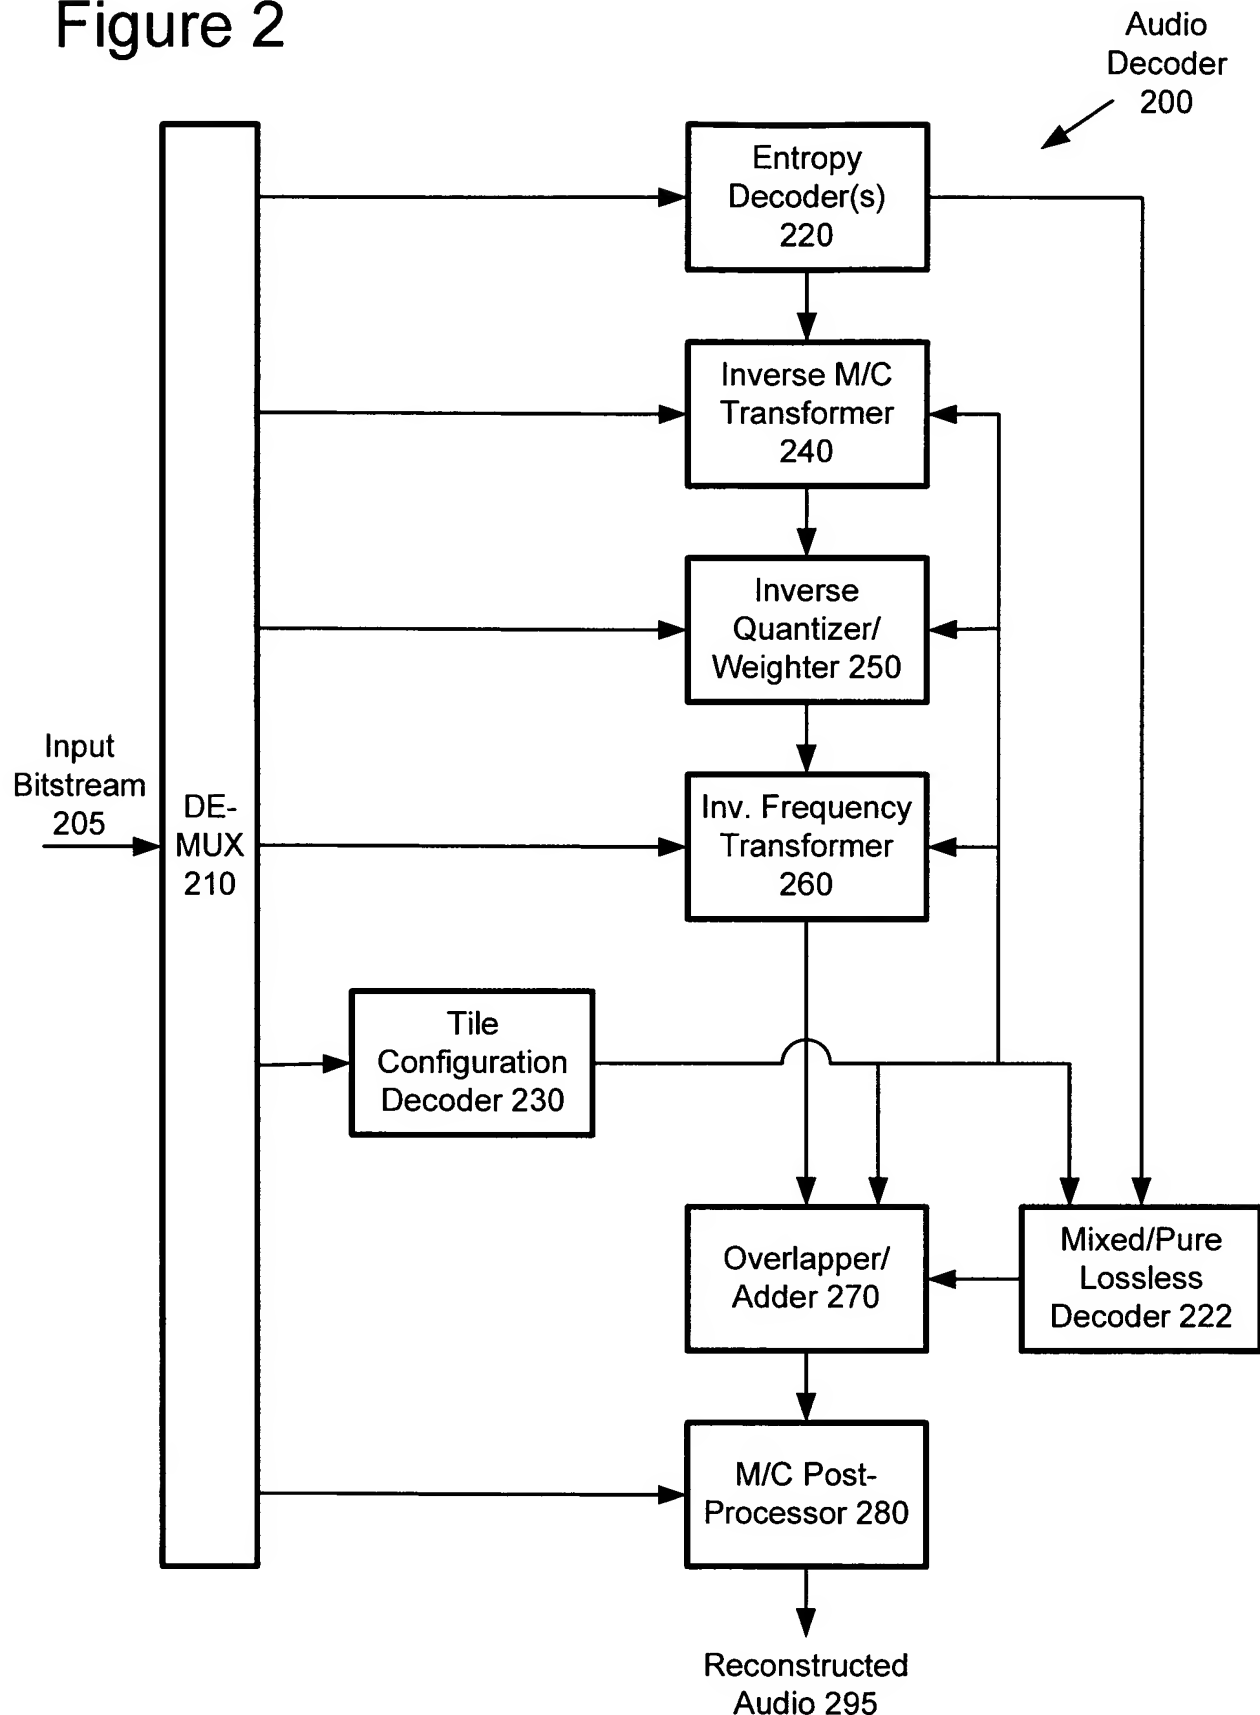 Figure 2
Audio
Decoder
200
Entropy
Decoder(s)
220
Inverse M/C
Transformer
240
Inverse
Quantizer/
Weighter 250
Input
Bitstream
205
DE-
MUX
210
Inv. Frequency
Transformer
260
Tile
Configuration
Decoder 230
Overlapper/
Adder 270
Mixed/Pure
Lossless
Decoder 222
M/C Post-
Processor 280
Reconstructed
Audio 295